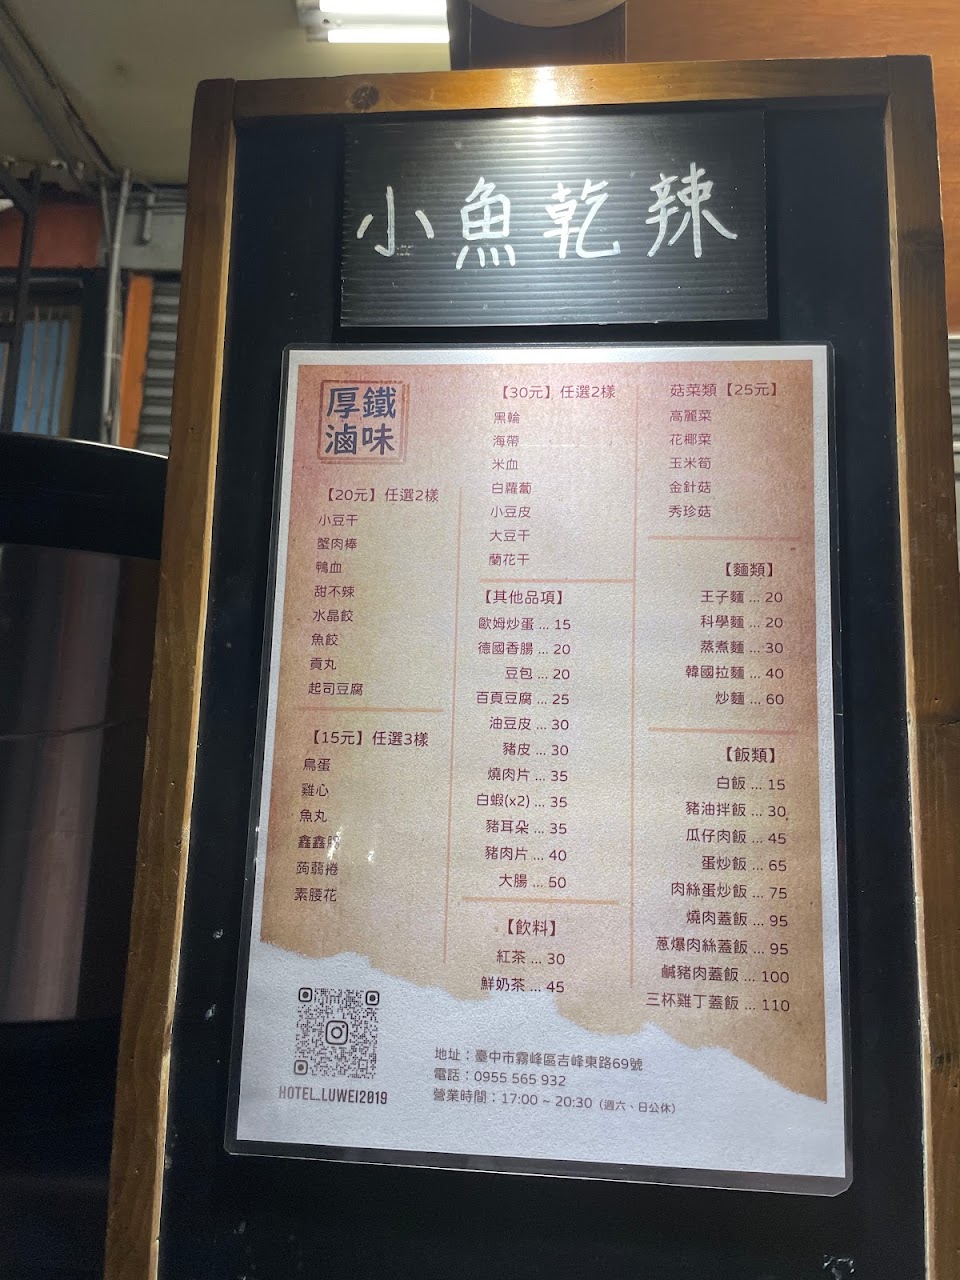 小魚乾辣
厚鐵
滷味
【20元】任選2樣
小豆干
蟹肉棒
鴨血
甜不辣
水晶餃
魚餃
貢丸
起司豆腐
【15元】任選3樣
鳥蛋
雞心
魚丸
鑫鑫腸
蒟蒻捲
素腰花
【30元】任選2樣
黑輪
海帶
米血
白蘿蔔
小豆皮
大豆干
蘭花干
【其他品項】
歐姆炒蛋 ... 15
德國香腸 ... 20
豆包 ... 20
百頁豆腐 ... 25
油豆皮 ... 30
豬皮 ... 30
燒肉片 ... 35
白蝦(x2) ... 35
豬耳朵 ... 35
豬肉片 ... 40
大腸 ... 50
【飲料】
紅茶 ... 30
鮮奶茶 ... 45
菇菜類【25元】
高麗菜
花椰菜
玉米筍
金針菇
秀珍菇
【麵類】
王子麵 ... 20
科學麵 ... 20
蒸煮麵 ... 30
韓國拉麵 ... 40
炒麵 ... 60
【飯類】
白飯 ... 15
豬油拌飯 ... 30
瓜仔肉飯 ... 45
蛋炒飯 ... 65
肉絲蛋炒飯 ... 75
燒肉蓋飯 ... 95
蔥爆肉絲蓋飯 ... 95
鹹豬肉蓋飯 ... 100
三杯雞丁蓋飯 ... 110
HOTEL_LUWEI2019
地址：臺中市霧峰區吉峰東路69號
電話：0955 565 932
營業時間：17:00 ~ 20:30（週六、日公休）